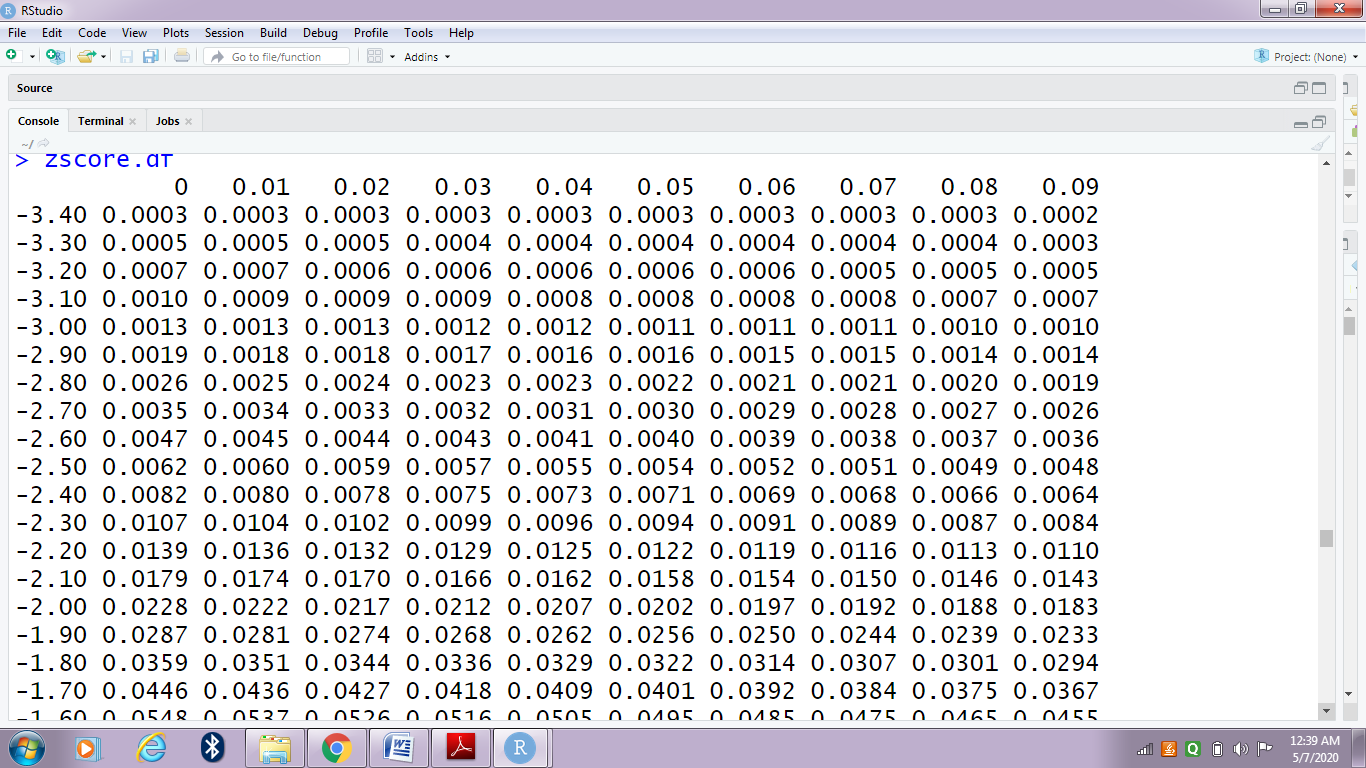 RStudio
File Edit Code View Plots Session Build Debug Profile Tools Help
Go to file/function Addins Project: (None)
Source
Console Terminal Jobs
~/
> zscore.df
0 0.01 0.02 0.03 0.04 0.05 0.06 0.07 0.08 0.09
-3.40 0.0003 0.0003 0.0003 0.0003 0.0003 0.0003 0.0003 0.0003 0.0003 0.0002
-3.30 0.0005 0.0005 0.0005 0.0004 0.0004 0.0004 0.0004 0.0004 0.0004 0.0003
-3.20 0.0007 0.0007 0.0006 0.0006 0.0006 0.0006 0.0006 0.0005 0.0005 0.0005
-3.10 0.0010 0.0009 0.0009 0.0009 0.0008 0.0008 0.0008 0.0008 0.0007 0.0007
-3.00 0.0013 0.0013 0.0013 0.0012 0.0012 0.0011 0.0011 0.0011 0.0010 0.0010
-2.90 0.0019 0.0018 0.0018 0.0017 0.0016 0.0016 0.0015 0.0015 0.0014 0.0014
-2.80 0.0026 0.0025 0.0024 0.0023 0.0023 0.0022 0.0021 0.0021 0.0020 0.0019
-2.70 0.0035 0.0034 0.0033 0.0032 0.0031 0.0030 0.0029 0.0028 0.0027 0.0026
-2.60 0.0047 0.0045 0.0044 0.0043 0.0041 0.0040 0.0039 0.0038 0.0037 0.0036
-2.50 0.0062 0.0060 0.0059 0.0057 0.0055 0.0054 0.0052 0.0051 0.0049 0.0048
-2.40 0.0082 0.0080 0.0078 0.0075 0.0073 0.0071 0.0069 0.0068 0.0066 0.0064
-2.30 0.0107 0.0104 0.0102 0.0099 0.0096 0.0094 0.0091 0.0089 0.0087 0.0084
-2.20 0.0139 0.0136 0.0132 0.0129 0.0125 0.0122 0.0119 0.0116 0.0113 0.0110
-2.10 0.0179 0.0174 0.0170 0.0166 0.0162 0.0158 0.0154 0.0150 0.0146 0.0143
-2.00 0.0228 0.0222 0.0217 0.0212 0.0207 0.0202 0.0197 0.0192 0.0188 0.0183
-1.90 0.0287 0.0281 0.0274 0.0268 0.0262 0.0256 0.0250 0.0244 0.0239 0.0233
-1.80 0.0359 0.0351 0.0344 0.0336 0.0329 0.0322 0.0314 0.0307 0.0301 0.0294
-1.70 0.0446 0.0436 0.0427 0.0418 0.0409 0.0401 0.0392 0.0384 0.0375 0.0367
-1.60 0.0548 0.0537 0.0526 0.0516 0.0505 0.0495 0.0485 0.0475 0.0465 0.0455
12:39 AM
5/7/2020